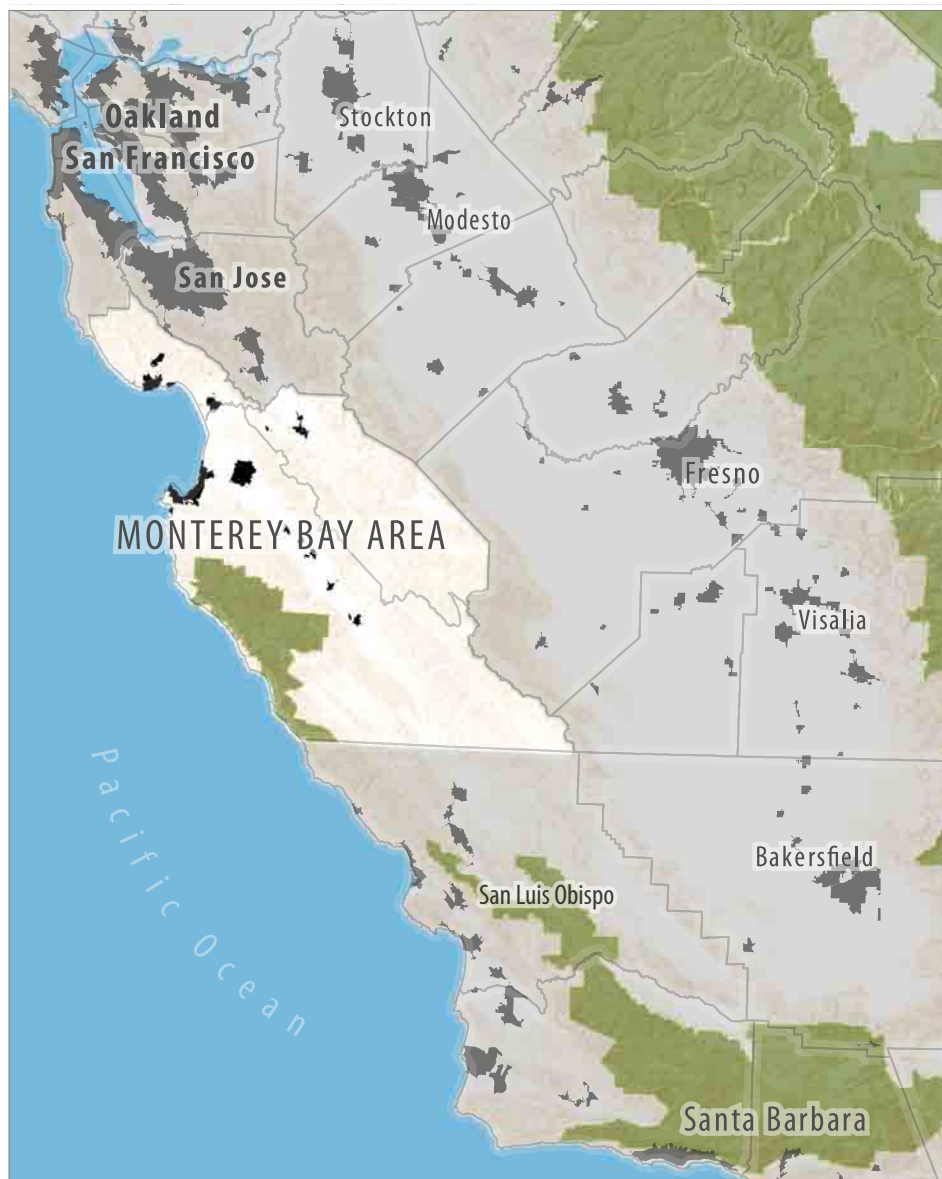 Oakland
Stockton
San Francisco
Modesto
San Jose
Fresno
MONTEREY BAY AREA
Visalia
Pacific Ocean
Bakersfield
San Luis Obispo
Santa Barbara